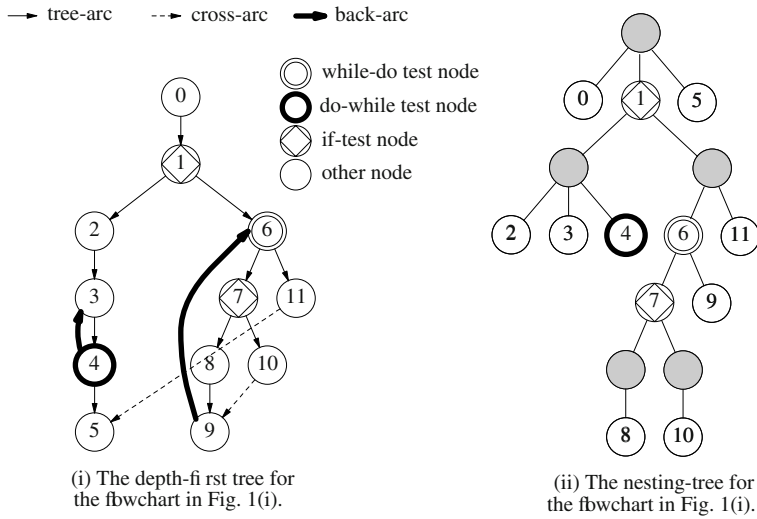 tree-arc cross-arc back-arc
while-do test node
do-while test node
if-test node
other node
0
1
2 6
3 7 11
4 8 10
5 9
(i) The depth-fi rst tree for
the fbwchart in Fig. 1(i).
0 1 5
2 3 4 6 11
7 9
8 10
(ii) The nesting-tree for
the fbwchart in Fig. 1(i).